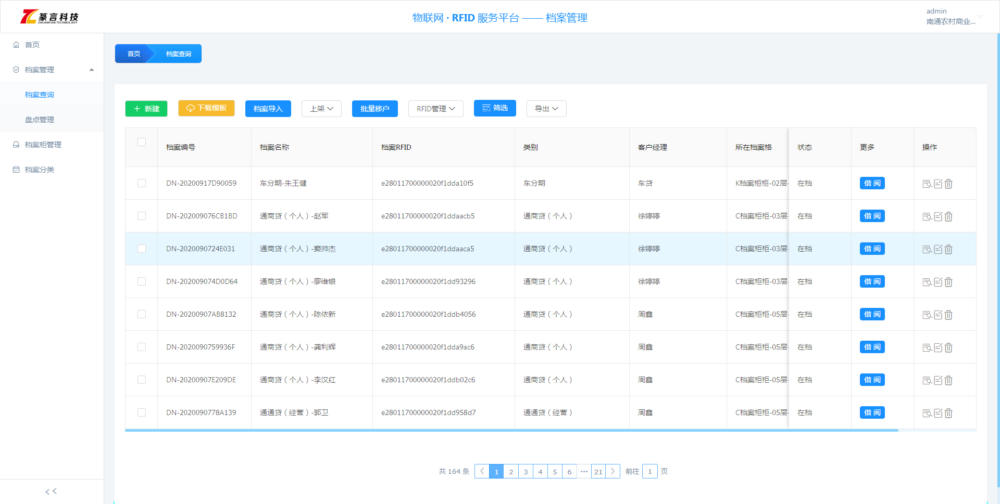 篆言科技
ZHUANYAN TECHNOLOGY
物联网 · RFID 服务平台 —— 档案管理
admin
南通农村商业...
首页
档案管理
档案查询
盘点管理
档案柜管理
档案分类
<<
首页 档案查询
+ 新建 下载模板 档案导入 上架 批量移户 RFID管理 筛选 导出
档案编号 档案名称 档案RFID 类别 客户经理 所在档案格 状态 更多 操作
DN-20200917D90059 车分期-朱王健 e28011700000020f1dda10f5 车分期 车贷 K档案柜柜-02层- 在档 借 阅
DN-202009076CB1BD 通商贷（个人）-赵军 e28011700000020f1ddaacb5 通商贷（个人） 徐婷婷 C档案柜柜-03层- 在档 借 阅
DN-2020090724E031 通商贷（个人）-窦帅杰 e28011700000020f1ddaaca5 通商贷（个人） 徐婷婷 C档案柜柜-03层- 在档 借 阅
DN-202009074D0D64 通商贷（个人）-廖维锒 e28011700000020f1dd93296 通商贷（个人） 徐婷婷 C档案柜柜-03层- 在档 借 阅
DN-20200907AB8132 通商贷（个人）-陈依新 e28011700000020f1ddb4056 通商贷（个人） 周鑫 C档案柜柜-05层- 在档 借 阅
DN-2020090759936F 通商贷（个人）-龚利辉 e28011700000020f1dda9ac6 通商贷（个人） 周鑫 C档案柜柜-05层- 在档 借 阅
DN-20200907E209DE 通商贷（个人）-李汉红 e28011700000020f1ddb02c6 通商贷（个人） 周鑫 C档案柜柜-05层- 在档 借 阅
DN-2020090778A139 通通贷（经营）-郭卫 e28011700000020f1dd958d7 通通贷（经营） 周鑫 C档案柜柜-05层- 在档 借 阅
共 164 条 < 1 2 3 4 5 6 ··· 21 > 前往 1 页